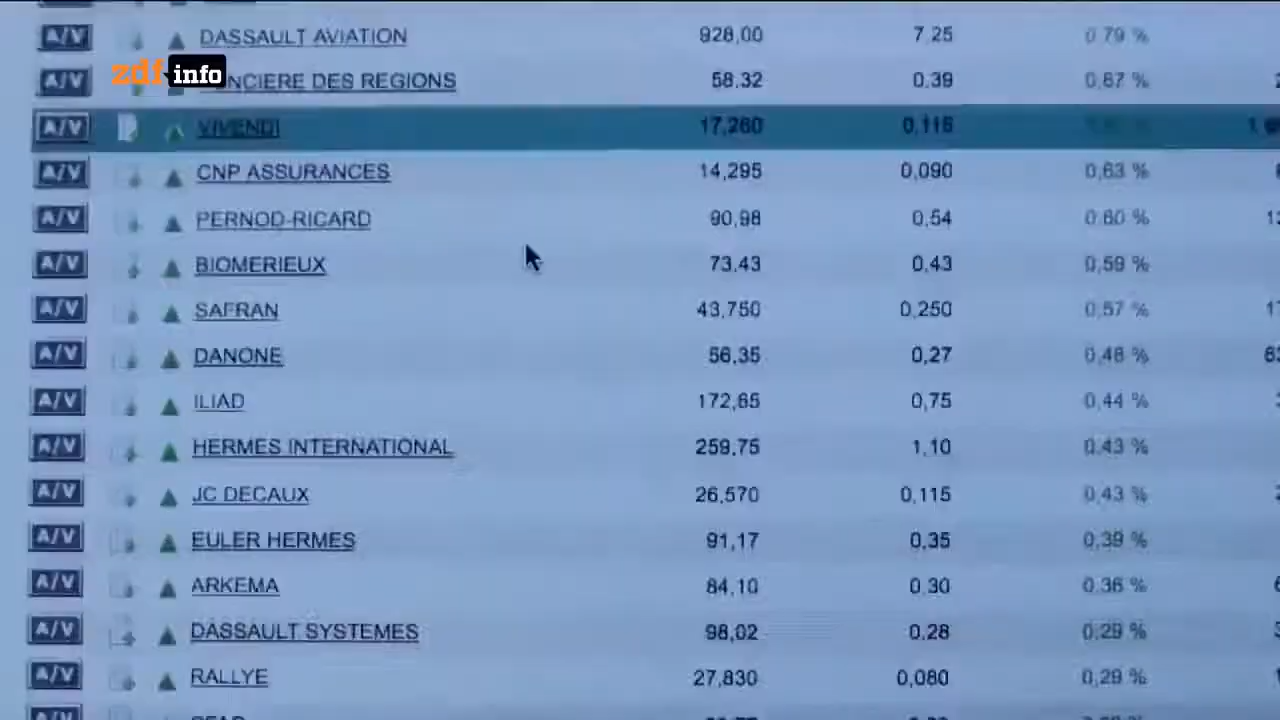 A/V DASSAULT AVIATION 928,00 7,25 0,79 %
zdf info
A/V NCIERE DES REGIONS 58,32 0,39 0,67 %
A/V VIVENDI 17,260 0,115
A/V CNP ASSURANCES 14,295 0,090 0,63 %
A/V PERNOD-RICARD 90,98 0,54 0,60 %
A/V BIOMERIEUX 73,43 0,43 0,59 %
A/V SAFRAN 43,750 0,250 0,57 %
A/V DANONE 56,35 0,27 0,48 %
A/V ILIAD 172,65 0,75 0,44 %
A/V HERMES INTERNATIONAL 259,75 1,10 0,43 %
A/V JC DECAUX 26,570 0,115 0,43 %
A/V EULER HERMES 91,17 0,35 0,39 %
A/V ARKEMA 84,10 0,30 0,36 %
A/V DASSAULT SYSTEMES 98,02 0,28 0,29 %
A/V RALLYE 27,830 0,080 0,29 %
A/V